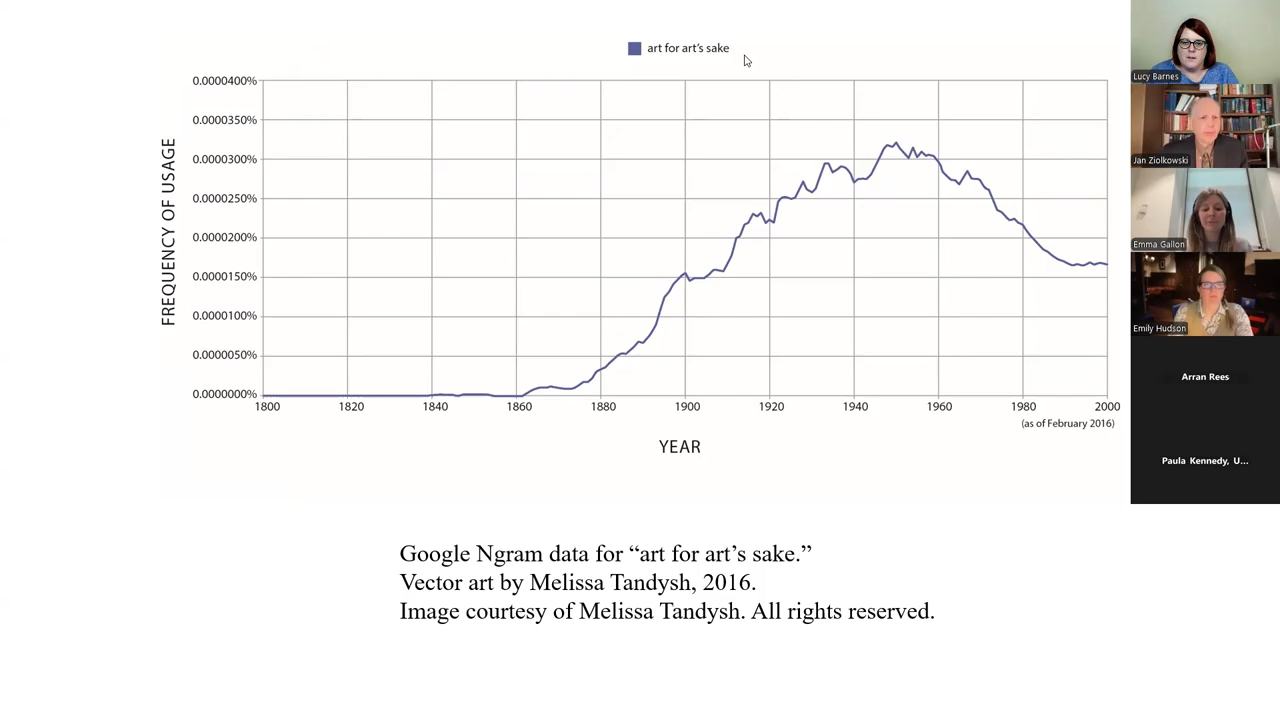 art for art's sake
FREQUENCY OF USAGE
0.0000400%
0.0000350%
0.0000300%
0.0000250%
0.0000200%
0.0000150%
0.0000100%
0.0000050%
0.0000000%
1800 1820 1840 1860 1880 1900 1920 1940 1960 1980 2000
(as of February 2016)
YEAR
Google Ngram data for “art for art’s sake.”
Vector art by Melissa Tandysh, 2016.
Image courtesy of Melissa Tandysh. All rights reserved.
Lucy Barnes
Jan Ziolkowski
Emma Gallon
Emily Hudson
Arran Rees
Paula Kennedy, U...